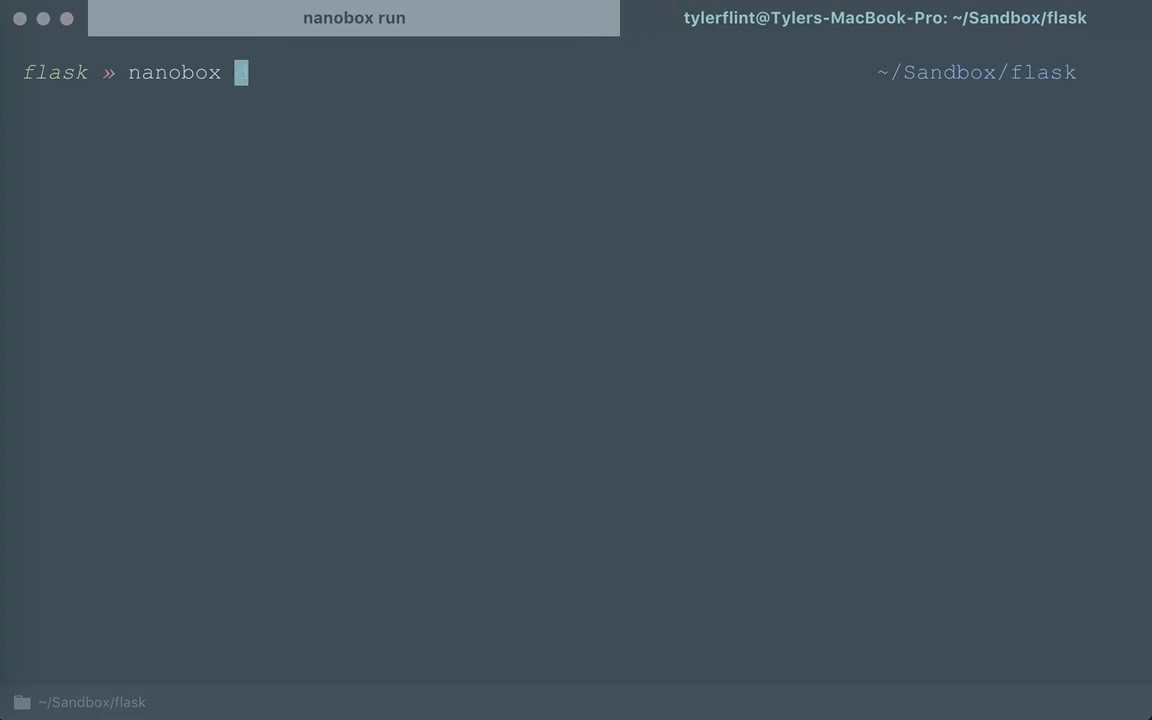 nanobox run
tylerflint@Tylers-MacBook-Pro: ~/Sandbox/flask
flask » nanobox
~/Sandbox/flask
~/Sandbox/flask